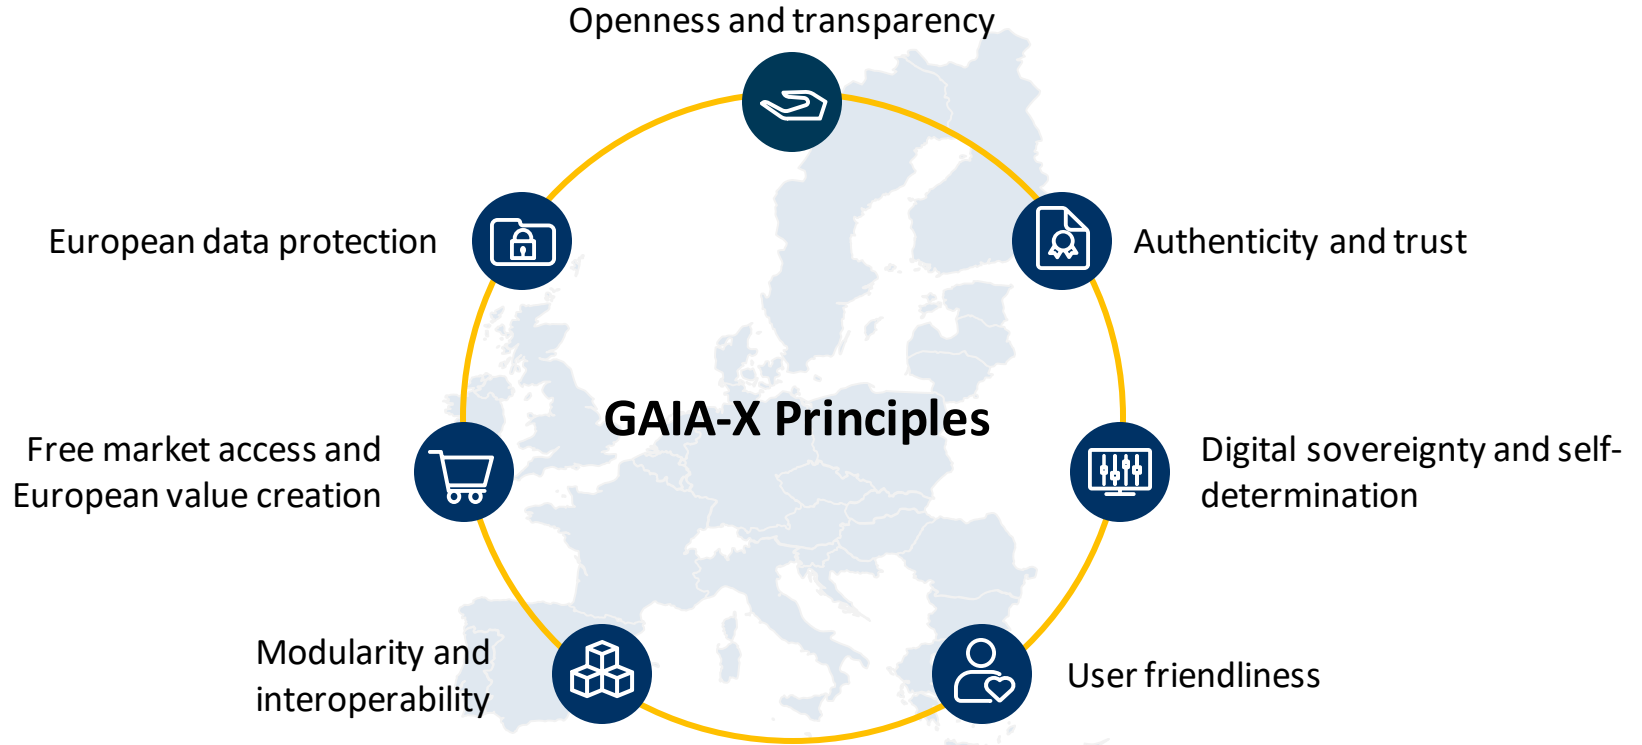 Openness and transparency
European data protection
Authenticity and trust
GAIA-X Principles
Free market access and
European value creation
Digital sovereignty and self-
determination
Modularity and
interoperability
User friendliness